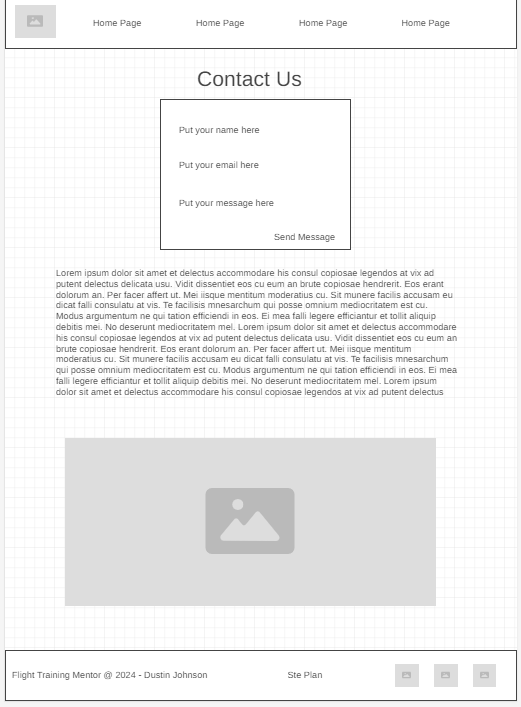 Home Page Home Page Home Page Home Page
Contact Us
Put your name here
Put your email here
Put your message here
Send Message
Lorem ipsum dolor sit amet et delectus accommodare his consul copiosae legendos at vix ad
putent delectus delicata usu. Vidit dissentiet eos cu eum an brute copiosae hendrerit. Eos erant
dolorum an. Per facer affert ut. Mei iisque mentitum moderatius cu. Sit munere facilis accusam eu
dicat falli consulatu at vis. Te facilisis mnesarchum qui posse omnium mediocritatem est cu.
Modus argumentum ne qui tation efficiendi in eos. Ei mea falli legere efficiantur et tollit aliquip
debitis mei. No deserunt mediocritatem mel. Lorem ipsum dolor sit amet et delectus accommodare
his consul copiosae legendos at vix ad putent delectus delicata usu. Vidit dissentiet eos cu eum an
brute copiosae hendrerit. Eos erant dolorum an. Per facer affert ut. Mei iisque mentitum
moderatius cu. Sit munere facilis accusam eu dicat falli consulatu at vis. Te facilisis mnesarchum
qui posse omnium mediocritatem est cu. Modus argumentum ne qui tation efficiendi in eos. Ei mea
falli legere efficiantur et tollit aliquip debitis mei. No deserunt mediocritatem mel. Lorem ipsum
dolor sit amet et delectus accommodare his consul copiosae legendos at vix ad putent delectus
Flight Training Mentor @ 2024 - Dustin Johnson Ste Plan